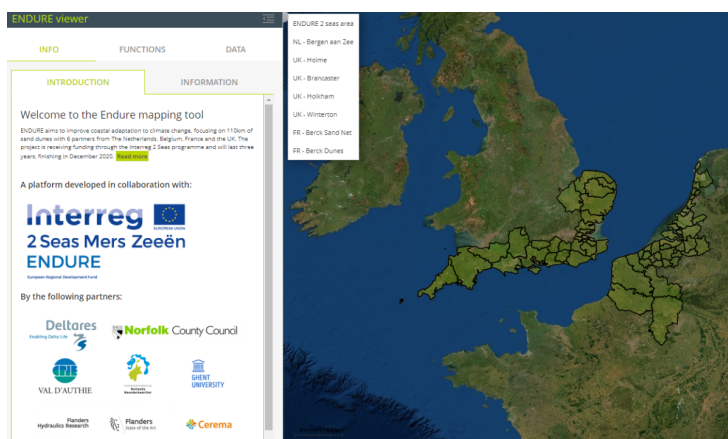 ENDURE viewer
INFO
FUNCTIONS
DATA
INTRODUCTION
INFORMATION
Welcome to the Endure mapping tool
ENDURE aims to improve coastal adaptation to climate change, focusing on 110km of
sand dunes with 6 partners from The Netherlands, Belgium, France and the UK. The
project is receiving funding through the Interreg 2 Seas programme and will last three
years, finishing in December 2020. Read more
A platform developed in collaboration with:
Interreg
EUROPEAN UNION
2 Seas Mers Zeeën
ENDURE
European Regional Development Fund
By the following partners:
Deltares
Enabling Delta Life
Norfolk County Council
VAL D'AUTHIE
GHENT
UNIVERSITY
Flanders
Hydraulics Research
Flanders
State of the Art
Cerema
ENDURE 2 seas area
NL - Bergen aan Zee
UK - Holme
UK - Brancaster
UK - Holkham
UK - Winterton
FR - Berck Sand Net
FR - Berck Dunes